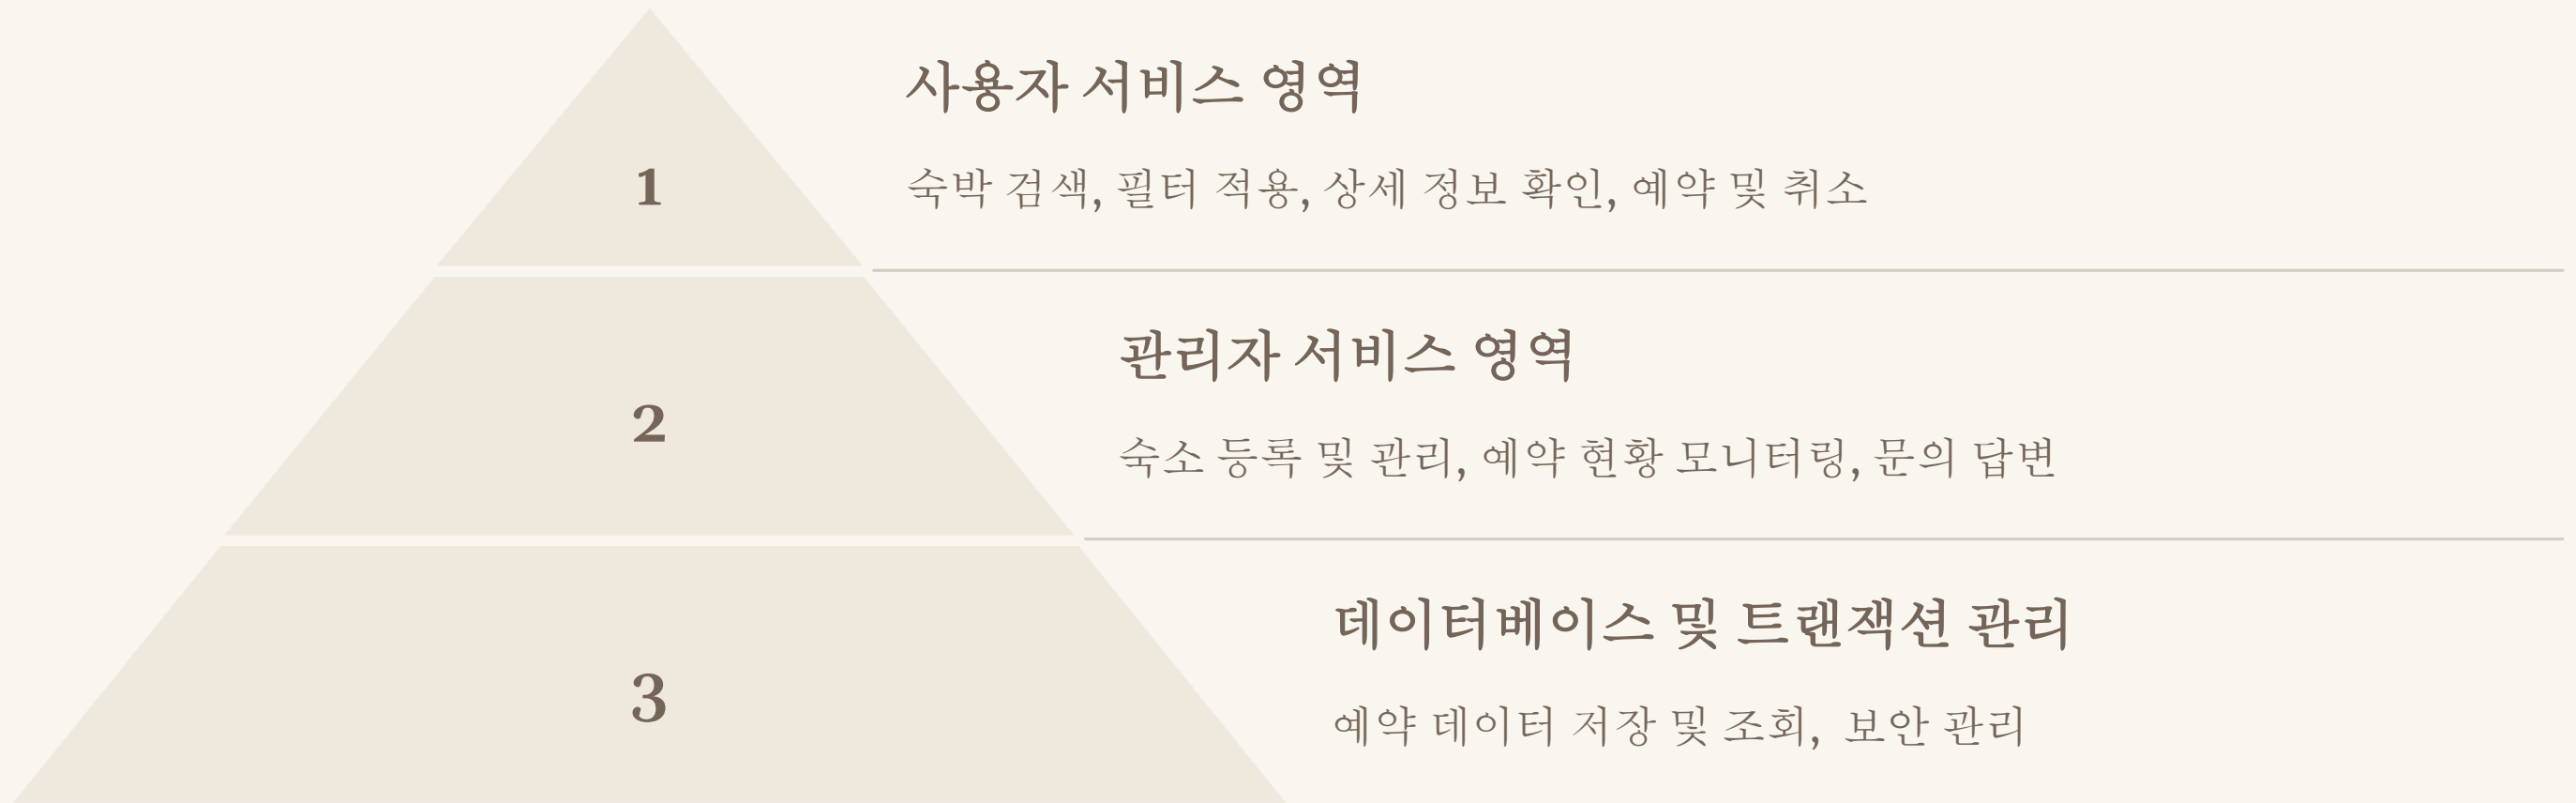 사용자 서비스 영역
1
숙박 검색, 필터 적용, 상세 정보 확인, 예약 및 취소
관리자 서비스 영역
2
숙소 등록 및 관리, 예약 현황 모니터링, 문의 답변
데이터베이스 및 트랜잭션 관리
3
예약 데이터 저장 및 조회, 보안 관리